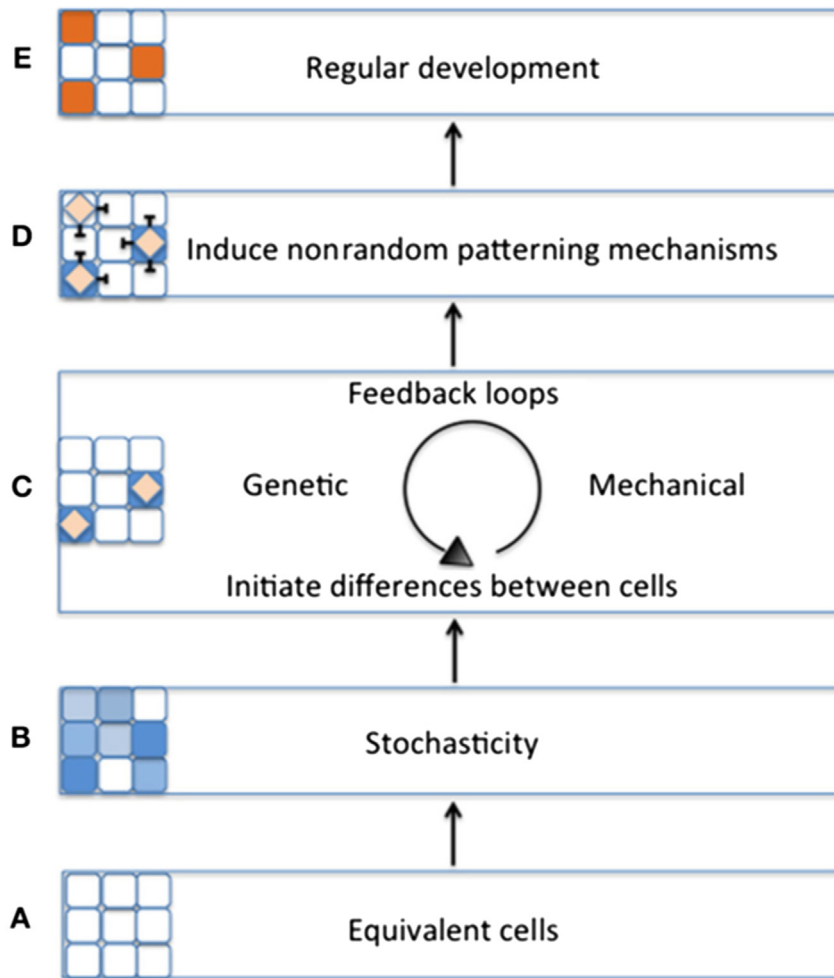 E
Regular development
D
Induce nonrandom patterning mechanisms
Feedback loops
C
Genetic
Mechanical
Initiate differences between cells
B
Stochasticity
A
Equivalent cells